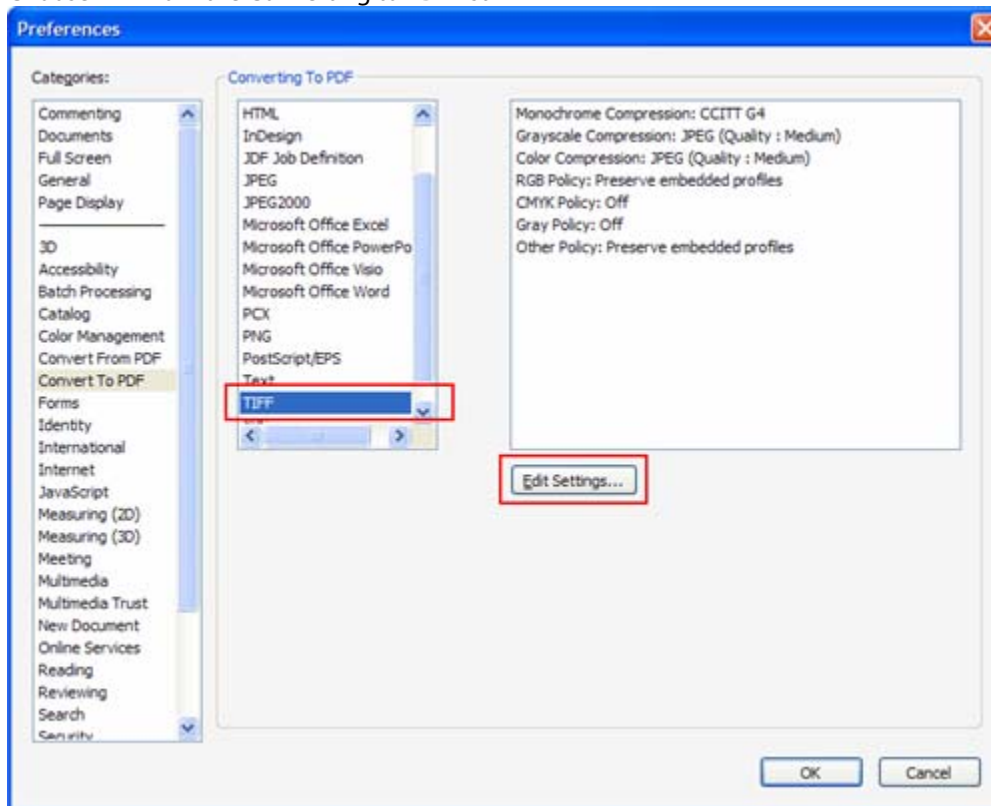 Preferences
Categories:
Commenting
Documents
Full Screen
General
Page Display
3D
Accessibility
Batch Processing
Catalog
Color Management
Convert From PDF
Convert To PDF
Forms
Identity
International
Internet
JavaScript
Measuring (2D)
Measuring (3D)
Meeting
Multimedia
Multimedia Trust
New Document
Online Services
Reading
Reviewing
Search
Security
Converting To PDF
HTML
InDesign
JDF Job Definition
JPEG
JPEG2000
Microsoft Office Excel
Microsoft Office PowerPo
Microsoft Office Visio
Microsoft Office Word
PCX
PNG
PostScript/EPS
Text
TIFF
Monochrome Compression: CCITT G4
Grayscale Compression: JPEG (Quality : Medium)
Color Compression: JPEG (Quality : Medium)
RGB Policy: Preserve embedded profiles
CMYK Policy: Off
Gray Policy: Off
Other Policy: Preserve embedded profiles
Edit Settings...
OK
Cancel